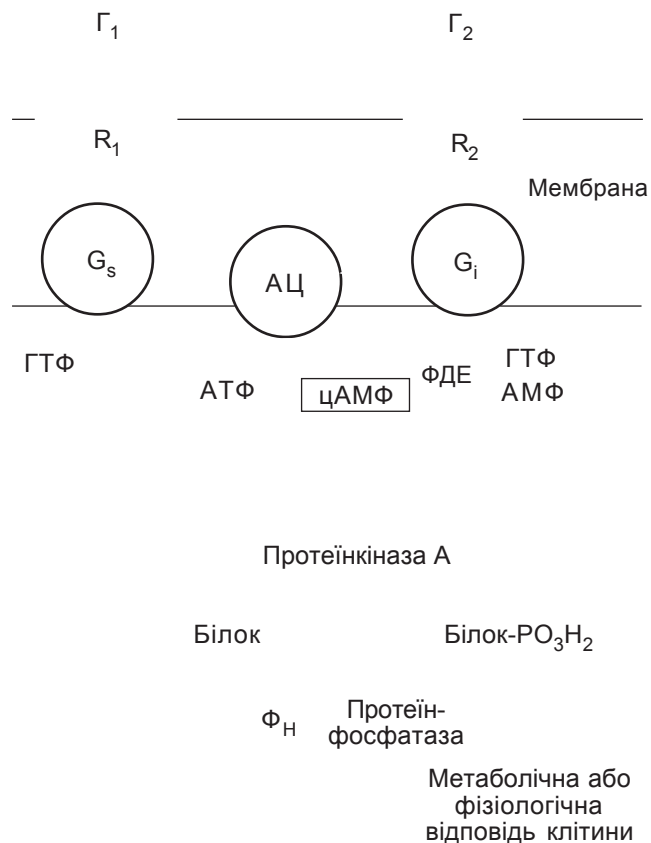 Г₁ Г₂
R₁ R₂
Мембрана
Gₛ АЦ Gᵢ
ГТФ АТФ цАМФ ФДЕ ГТФ
АМФ
Протеїнкіназа А
Білок Білок-PO₃H₂
Ф_Н Протеїн-
фосфатаза
Метаболічна або
фізіологічна
відповідь клітини